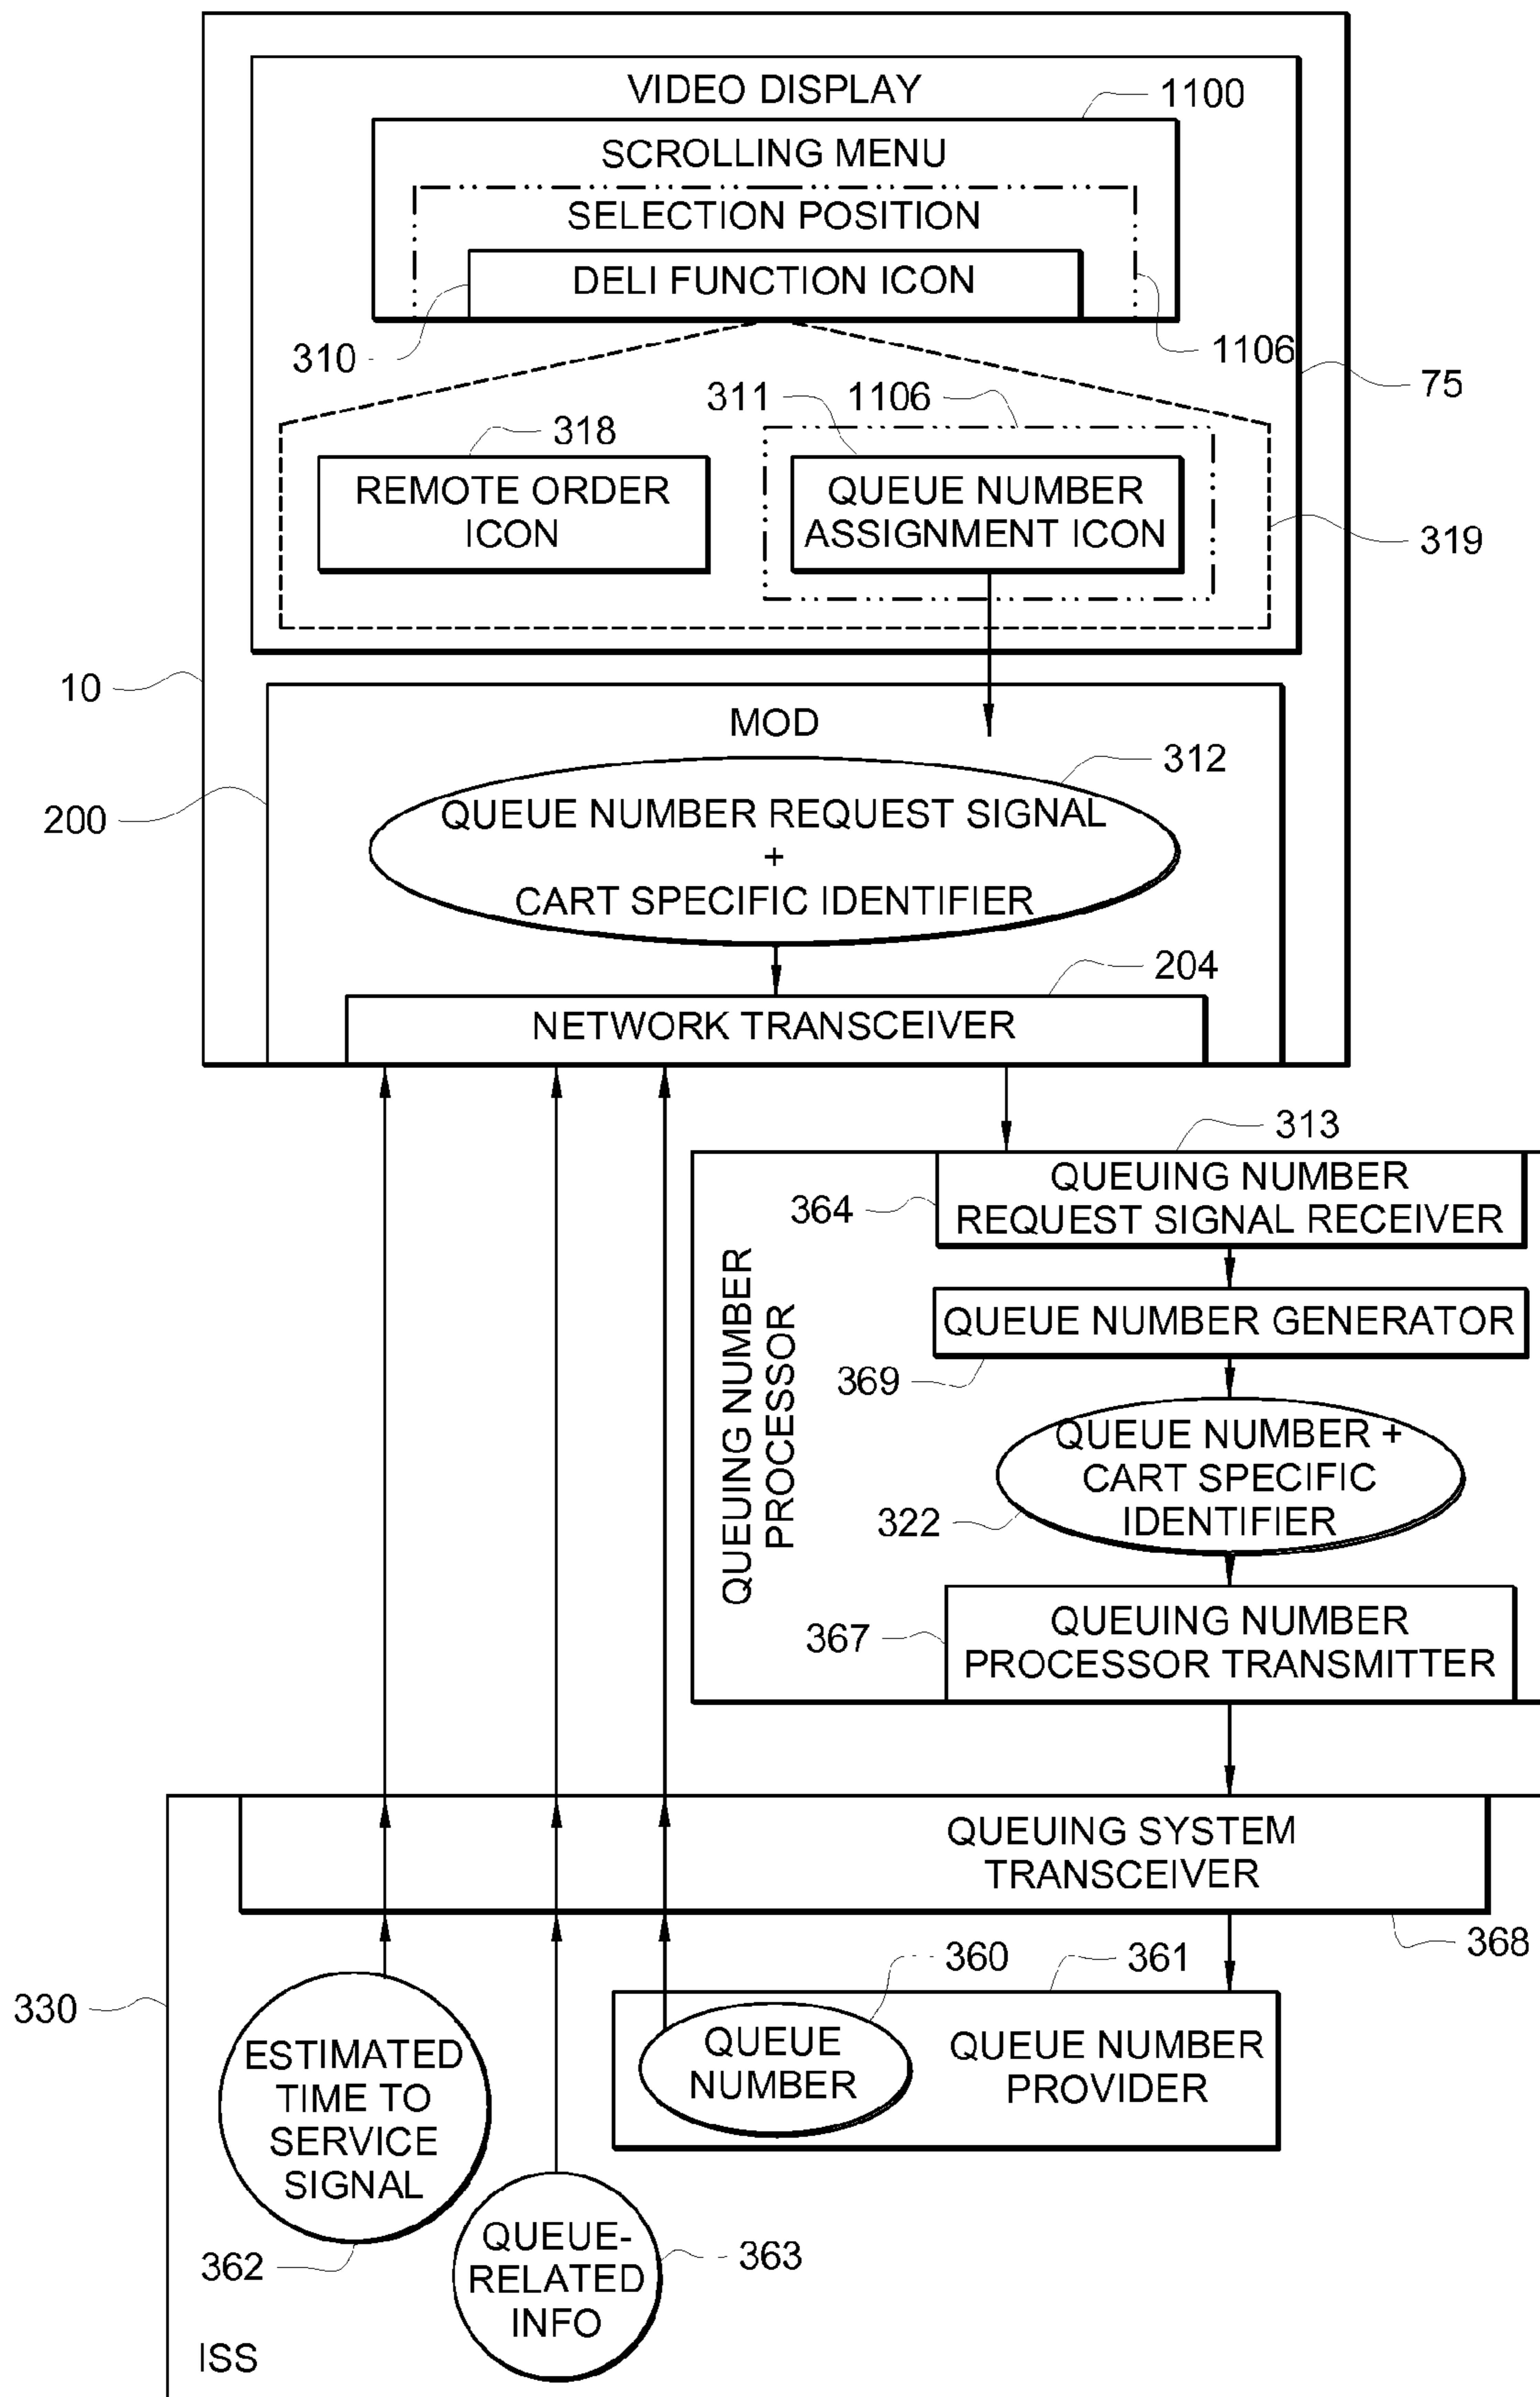 VIDEO DISPLAY
1100
SCROLLING MENU
SELECTION POSITION
DELI FUNCTION ICON
310
1106
75
311
1106
318
REMOTE ORDER
ICON
QUEUE NUMBER
ASSIGNMENT ICON
319
10
MOD
312
200
QUEUE NUMBER REQUEST SIGNAL
+
CART SPECIFIC IDENTIFIER
204
NETWORK TRANSCEIVER
313
364
QUEUING NUMBER
REQUEST SIGNAL RECEIVER
QUEUING NUMBER
PROCESSOR
QUEUE NUMBER GENERATOR
369
QUEUE NUMBER +
CART SPECIFIC
IDENTIFIER
322
367
QUEUING NUMBER
PROCESSOR TRANSMITTER
QUEUING SYSTEM
TRANSCEIVER
368
360
361
330
ESTIMATED
TIME TO
SERVICE
SIGNAL
QUEUE
NUMBER
QUEUE NUMBER
PROVIDER
362
QUEUE-
RELATED
INFO
363
ISS